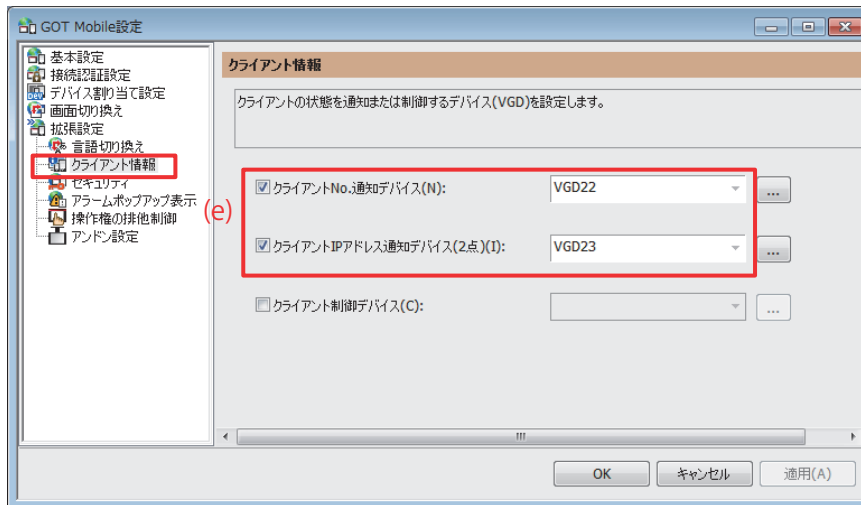 GOT Mobile設定
基本設定
接続認証設定
デバイス割り当て設定
画面切り換え
拡張設定
言語切り換え
クライアント情報
セキュリティ
アラームポップアップ表示
操作権の排他制御
アンドン設定
クライアント情報
クライアントの状態を通知または制御するデバイス(VGD)を設定します。
(e)
クライアントNo.通知デバイス(N): VGD22 ...
クライアントIPアドレス通知デバイス(2点)(I): VGD23 ...
クライアント制御デバイス(C): ...
OK キャンセル 適用(A)